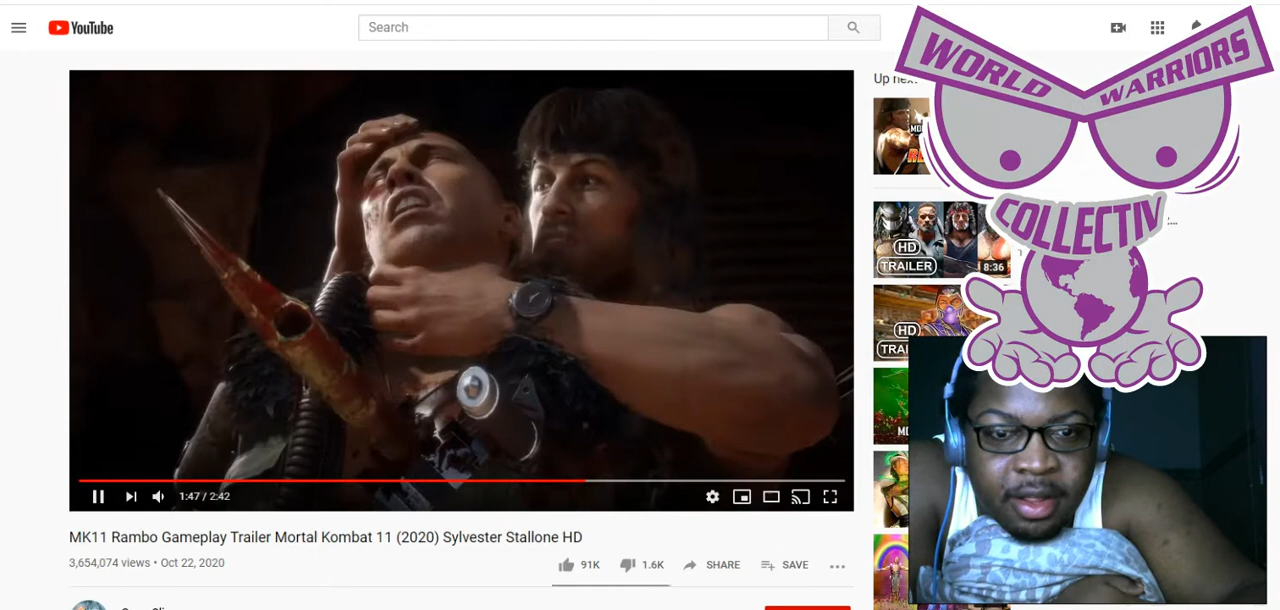 YouTube
Search
WORLD WARRIORS
COLLECTIV
Up next
HD
TRAILER
8:36
HD
1:47 / 2:42
MK11 Rambo Gameplay Trailer Mortal Kombat 11 (2020) Sylvester Stallone HD
3,654,074 views • Oct 22, 2020
91K
1.6K
SHARE
SAVE